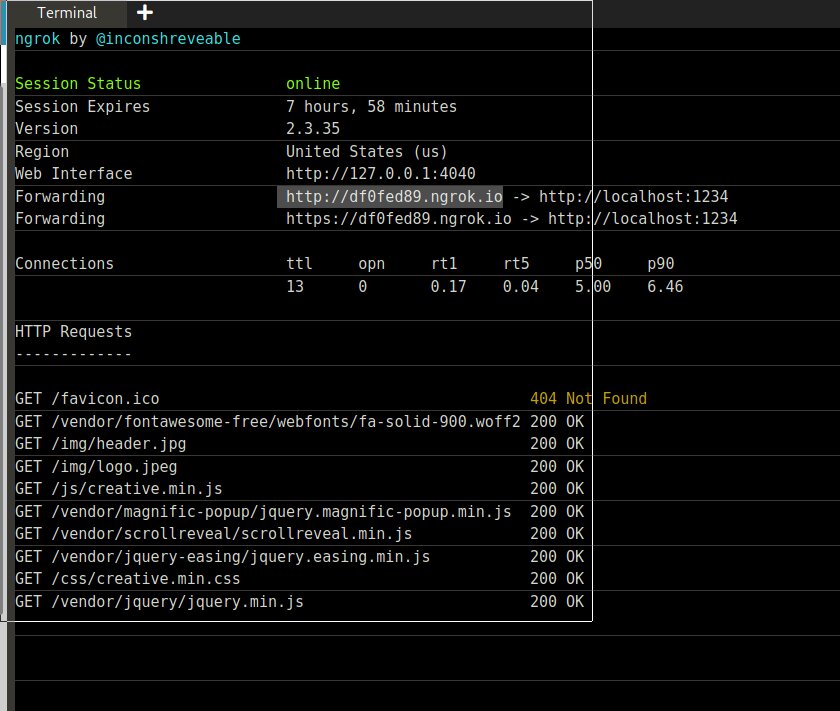 Terminal +
ngrok by @inconshreveable
Session Status online
Session Expires 7 hours, 58 minutes
Version 2.3.35
Region United States (us)
Web Interface http://127.0.0.1:4040
Forwarding http://df0fed89.ngrok.io -> http://localhost:1234
Forwarding https://df0fed89.ngrok.io -> http://localhost:1234
Connections ttl opn rt1 rt5 p50 p90
13 0 0.17 0.04 5.00 6.46
HTTP Requests
-------------
GET /favicon.ico 404 Not Found
GET /vendor/fontawesome-free/webfonts/fa-solid-900.woff2 200 OK
GET /img/header.jpg 200 OK
GET /img/logo.jpeg 200 OK
GET /js/creative.min.js 200 OK
GET /vendor/magnific-popup/jquery.magnific-popup.min.js 200 OK
GET /vendor/scrollreveal/scrollreveal.min.js 200 OK
GET /vendor/jquery-easing/jquery.easing.min.js 200 OK
GET /css/creative.min.css 200 OK
GET /vendor/jquery/jquery.min.js 200 OK